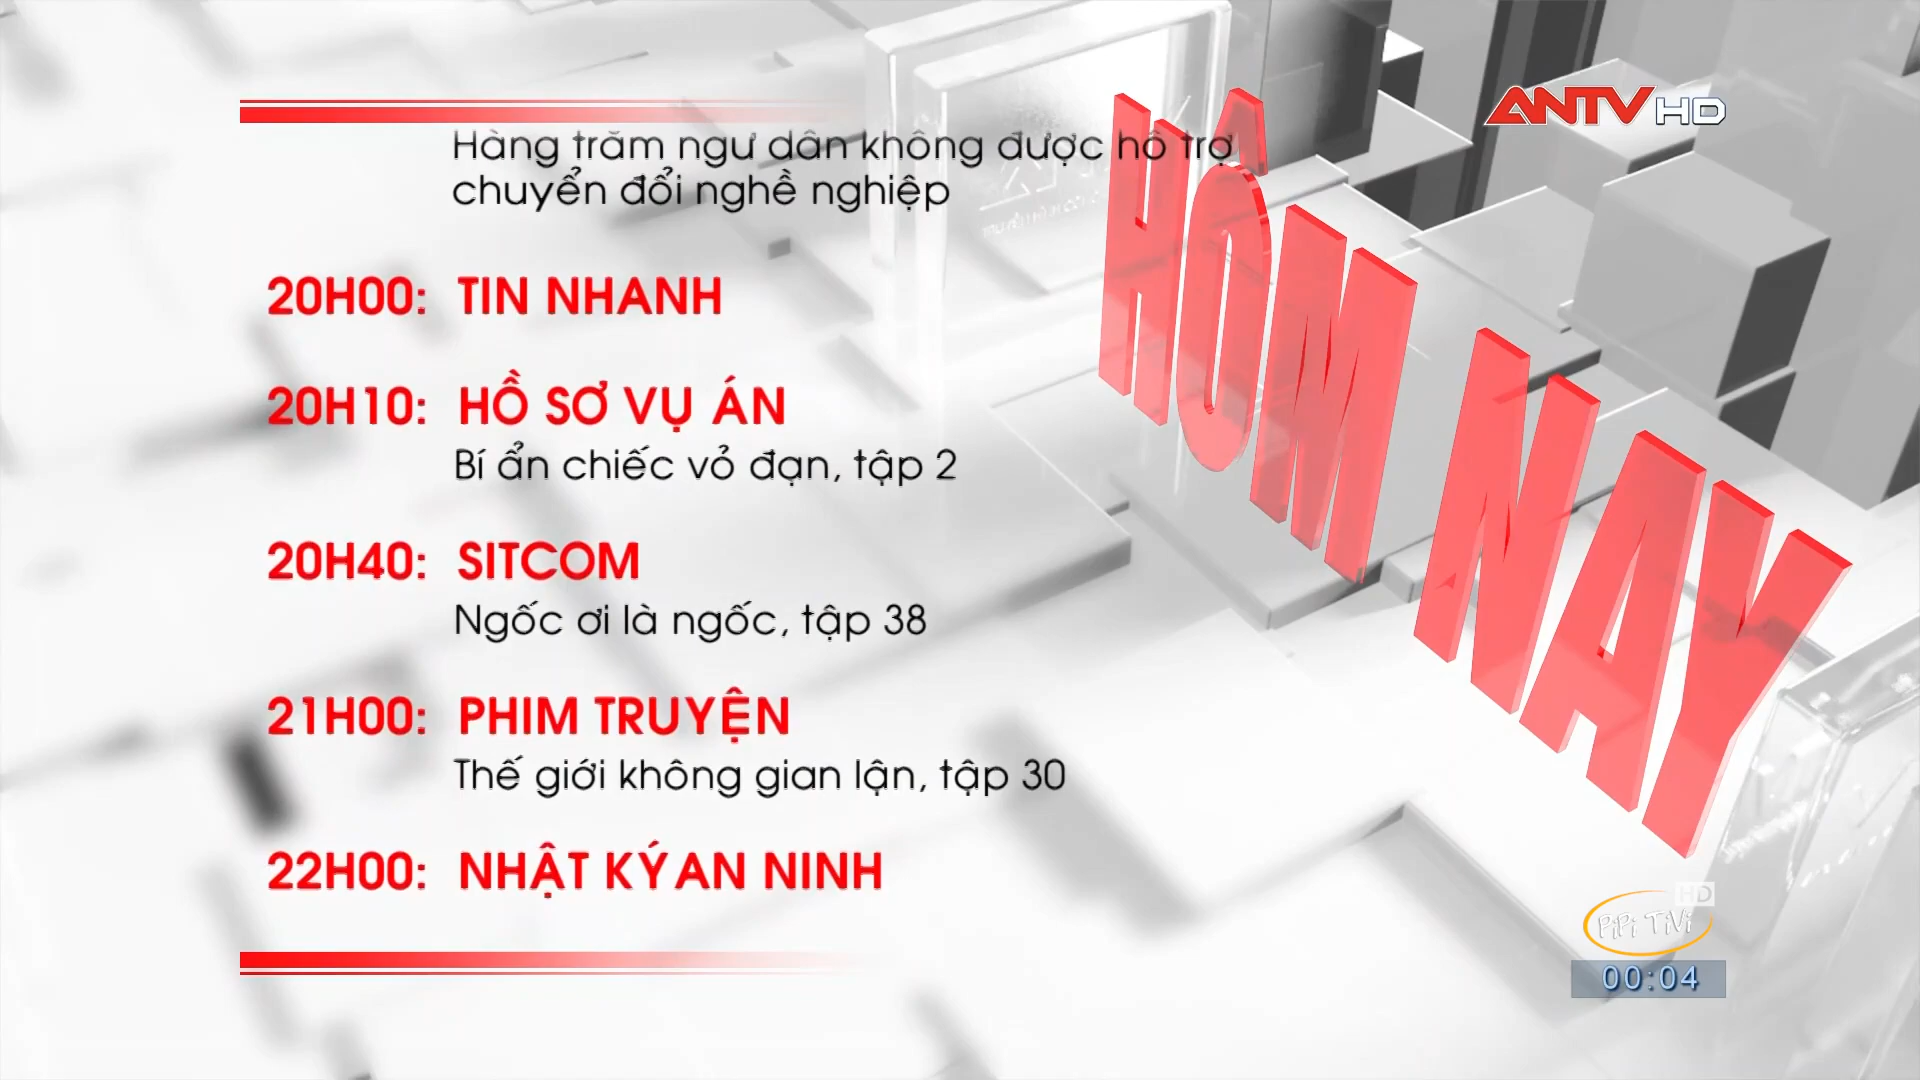 ANTV HD
Hàng trăm ngư dân không được hỗ trợ
chuyển đổi nghề nghiệp
20H00: TIN NHANH
20H10: HỒ SƠ VỤ ÁN
Bí ẩn chiếc vỏ đạn, tập 2
20H40: SITCOM
Ngốc ơi là ngốc, tập 38
21H00: PHIM TRUYỆN
Thế giới không gian lận, tập 30
22H00: NHẬT KÝ AN NINH
HÔM NAY
HD
PiPi TiVi
00:04